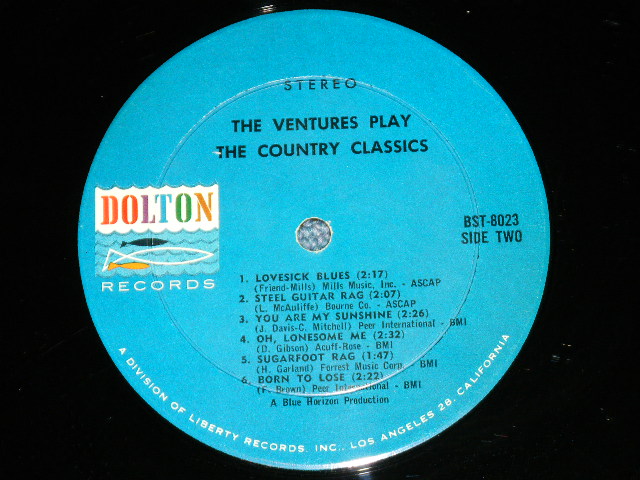 STEREO
THE VENTURES PLAY
THE COUNTRY CLASSICS
DOLTON
RECORDS
BST-8023
SIDE TWO
1. LOVESICK BLUES (2:17)
(Friend-Mills) Mills Music, Inc. - ASCAP
2. STEEL GUITAR RAG (2:07)
(L. McAuliffe) Bourne Co. - ASCAP
3. YOU ARE MY SUNSHINE (2:26)
(J. Davis-C. Mitchell) Peer International - BMI
4. OH, LONESOME ME (2:32)
(D. Gibson) Acuff-Rose - BMI
5. SUGARFOOT RAG (1:47)
(H. Garland) Forrest Music Corp. - BMI
6. BORN TO LOSE (2:22)
(F. Brown) Peer International - BMI
A Blue Horizon Production
A DIVISION OF LIBERTY RECORDS, INC., LOS ANGELES 28, CALIFORNIA